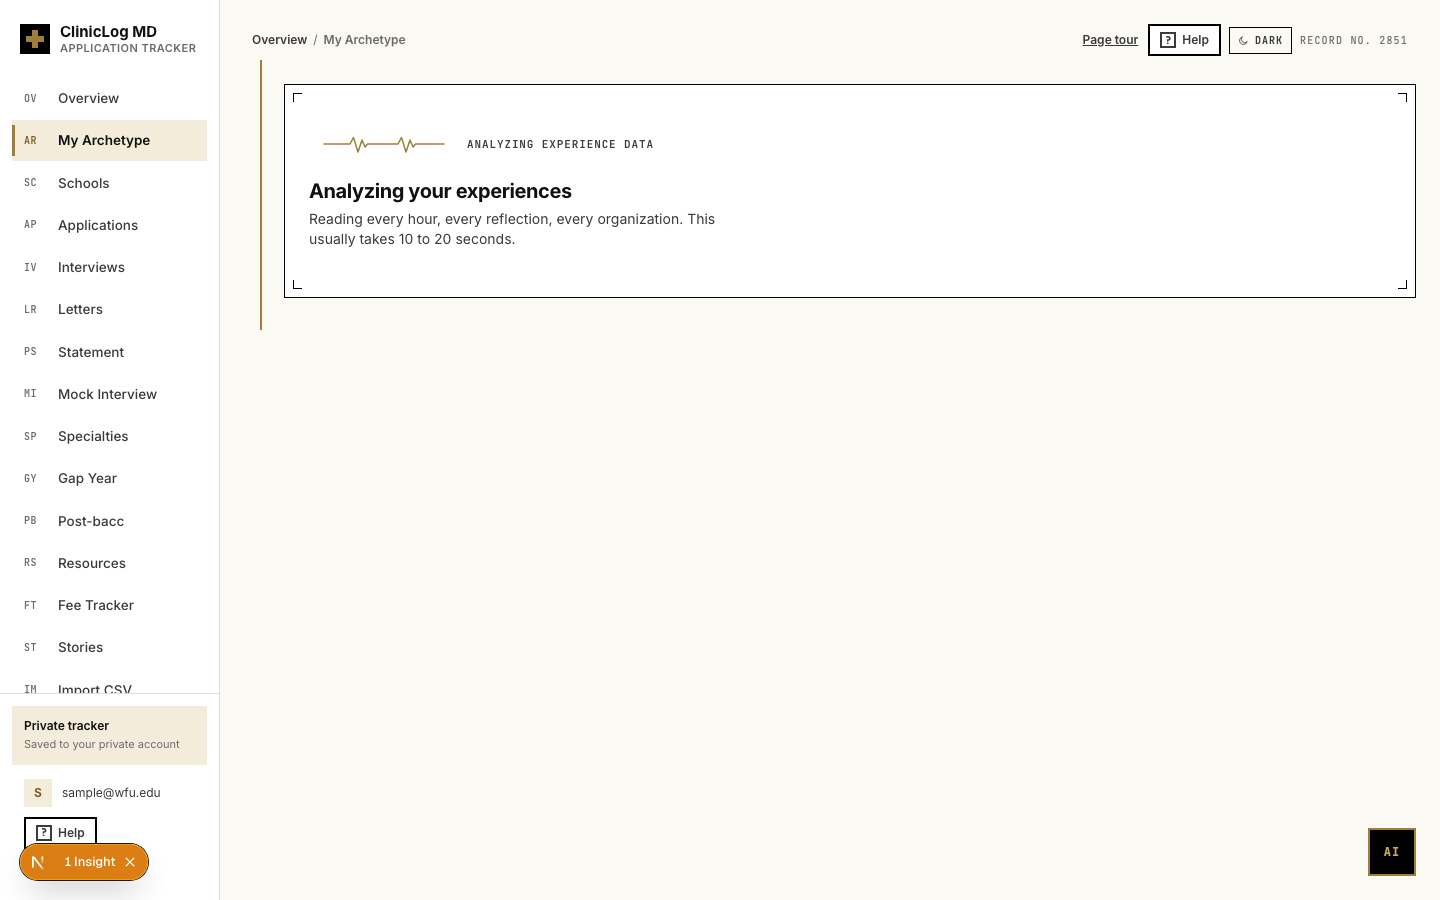 ClinicLog MD
APPLICATION TRACKER
OV Overview
AR My Archetype
SC Schools
AP Applications
IV Interviews
LR Letters
PS Statement
MI Mock Interview
SP Specialties
GY Gap Year
PB Post-bacc
RS Resources
FT Fee Tracker
ST Stories
IM Import CSV
Private tracker
Saved to your private account
S sample@wfu.edu
? Help
N 1 Insight
Overview / My Archetype
Page tour ? Help DARK RECORD NO. 2851
ANALYZING EXPERIENCE DATA
Analyzing your experiences
Reading every hour, every reflection, every organization. This
usually takes 10 to 20 seconds.
AI